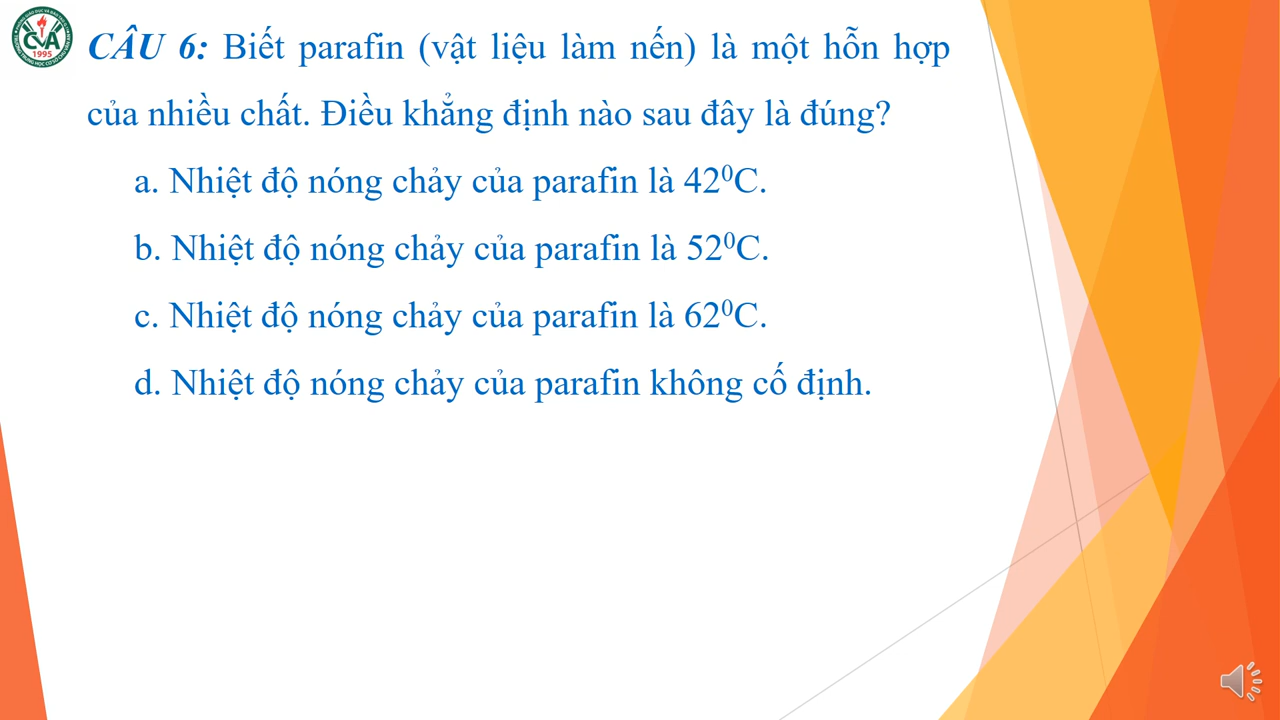 CVA
1995
CÂU 6: Biết parafin (vật liệu làm nến) là một hỗn hợp
của nhiều chất. Điều khẳng định nào sau đây là đúng?
a. Nhiệt độ nóng chảy của parafin là 42⁰C.
b. Nhiệt độ nóng chảy của parafin là 52⁰C.
c. Nhiệt độ nóng chảy của parafin là 62⁰C.
d. Nhiệt độ nóng chảy của parafin không cố định.